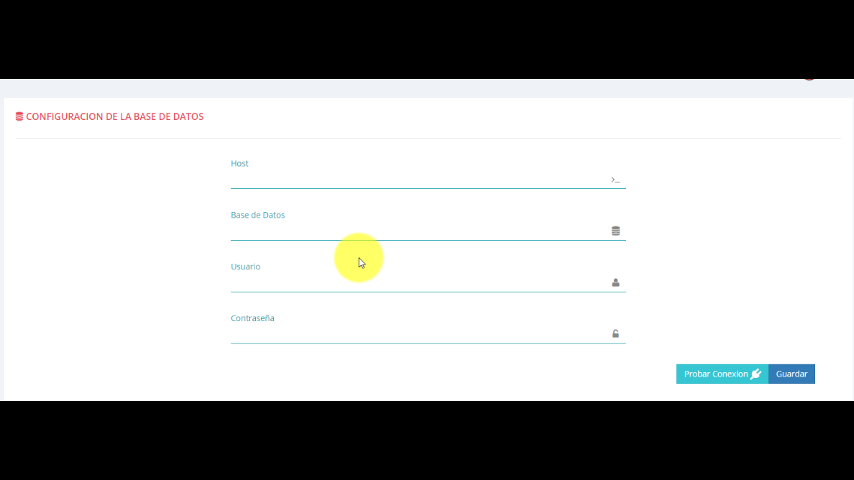 CONFIGURACION DE LA BASE DE DATOS
Host
Base de Datos
Usuario
Contraseña
Probar Conexion
Guardar